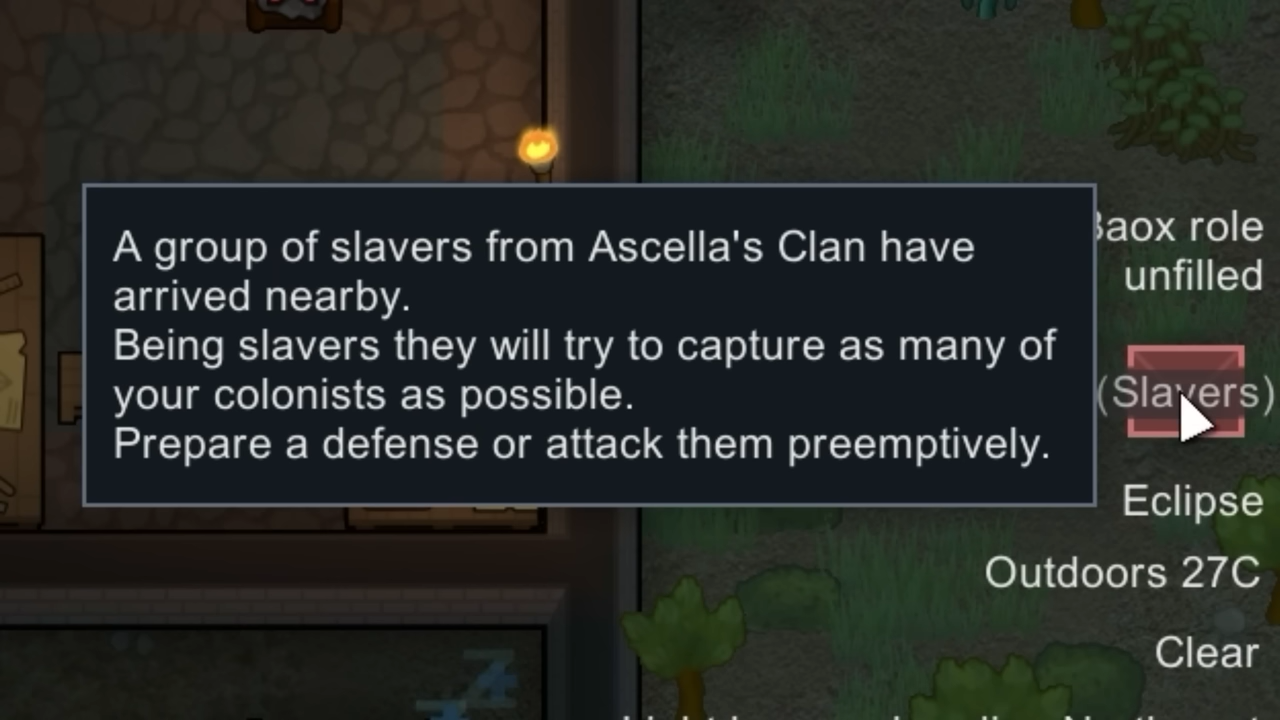 A group of slavers from Ascella's Clan have
arrived nearby.
Being slavers they will try to capture as many of
your colonists as possible.
Prepare a defense or attack them preemptively.
Baox role
unfilled
(Slavers)
Eclipse
Outdoors 27C
Clear